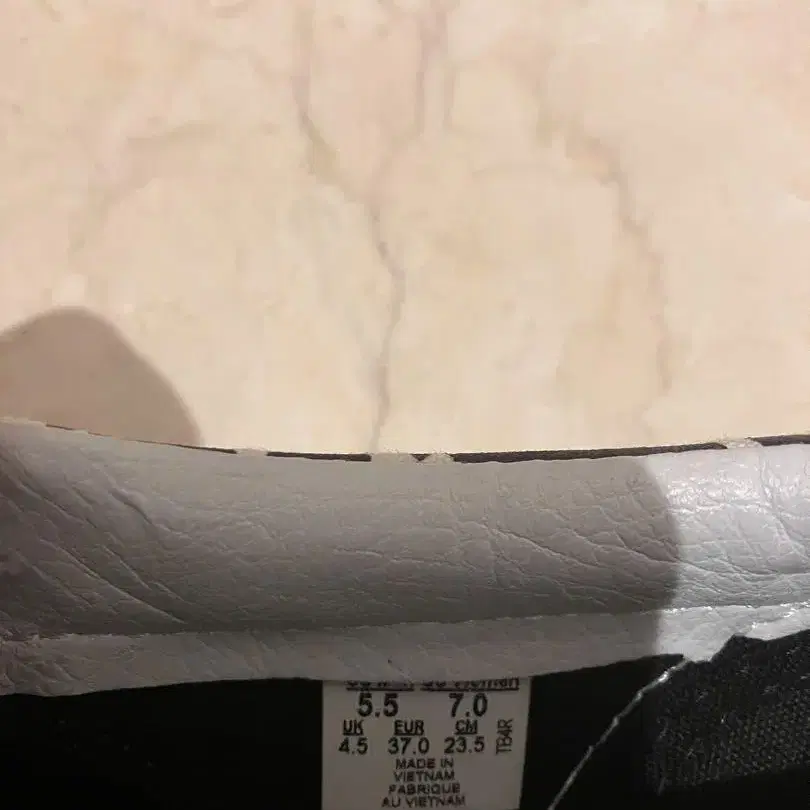 5.5 7.0
UK EUR CM
4.5 37.0 23.5
TB4R
MADE IN
VIETNAM
FABRIQUE
AU VIETNAM